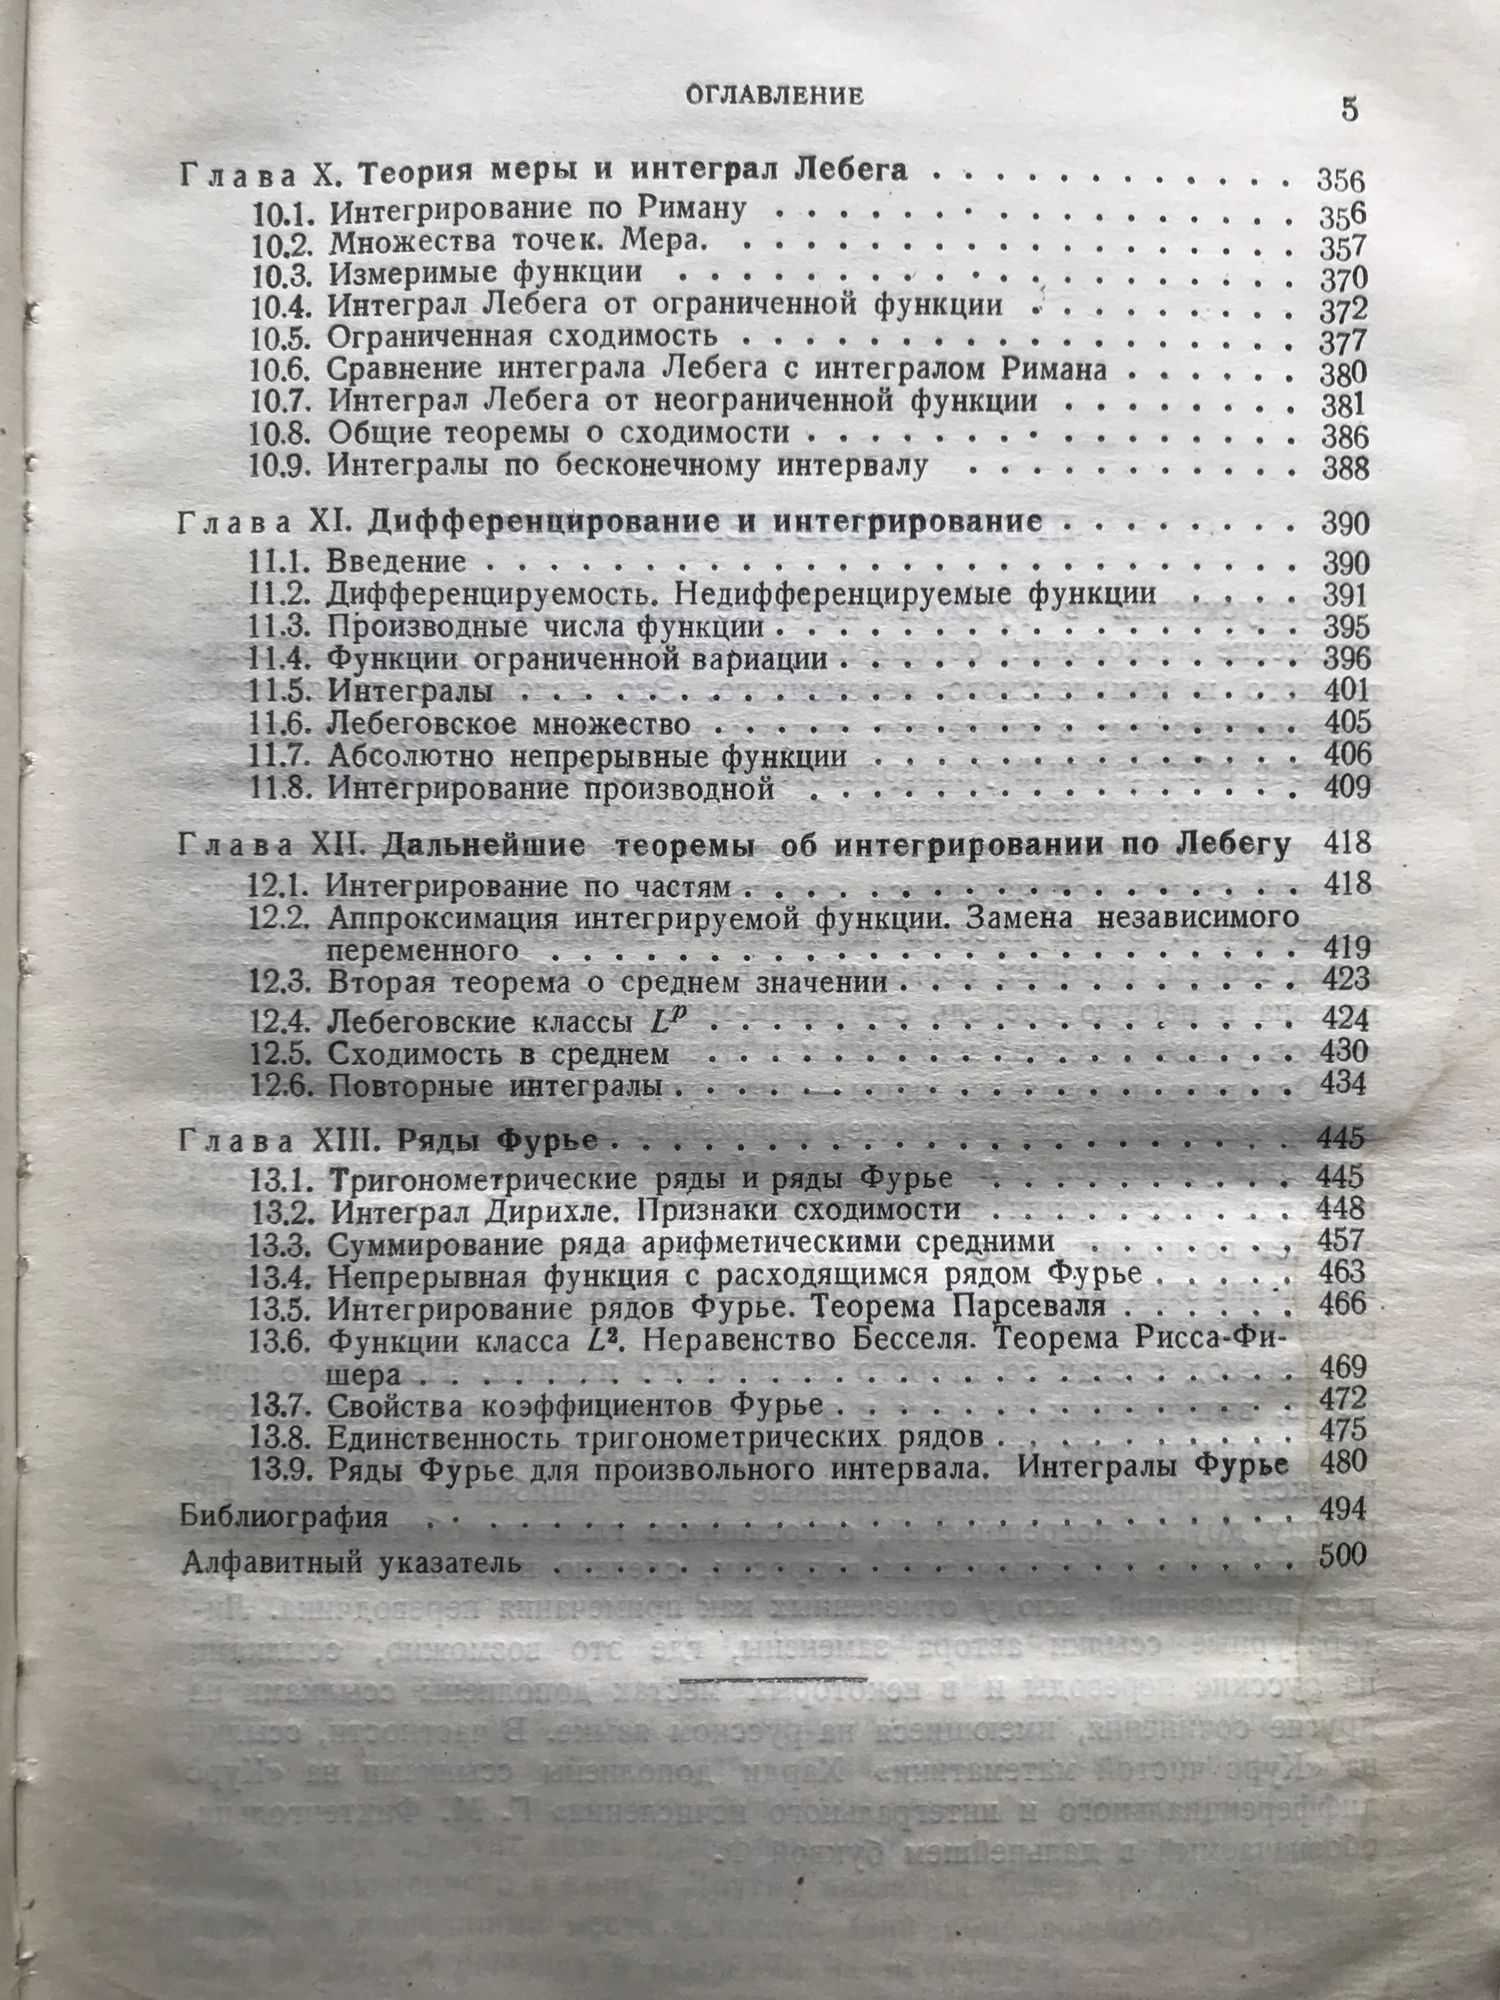 ОГЛАВЛЕНИЕ
5
Глава X. Теория меры и интеграл Лебега . . . . . . . . . . . . 356
10.1. Интегрирование по Риману . . . . . . . . . . . . . . . . 356
10.2. Множества точек. Мера. . . . . . . . . . . . . . . . . . 357
10.3. Измеримые функции . . . . . . . . . . . . . . . . . . . 370
10.4. Интеграл Лебега от ограниченной функции . . . . . . . . . 372
10.5. Ограниченная сходимость . . . . . . . . . . . . . . . . . 377
10.6. Сравнение интеграла Лебега с интегралом Римана . . . . . . 380
10.7. Интеграл Лебега от неограниченной функции . . . . . . . . 381
10.8. Общие теоремы о сходимости . . . . . . . . . . . . . . . 386
10.9. Интегралы по бесконечному интервалу . . . . . . . . . . . 388
Глава XI. Дифференцирование и интегрирование . . . . . . . . 390
11.1. Введение . . . . . . . . . . . . . . . . . . . . . . . . 390
11.2. Дифференцируемость. Недифференцируемые функции . . . . 391
11.3. Производные числа функции . . . . . . . . . . . . . . . . 395
11.4. Функции ограниченной вариации . . . . . . . . . . . . . . 396
11.5. Интегралы . . . . . . . . . . . . . . . . . . . . . . . 401
11.6. Лебеговское множество . . . . . . . . . . . . . . . . . . 405
11.7. Абсолютно непрерывные функции . . . . . . . . . . . . . 406
11.8. Интегрирование производной . . . . . . . . . . . . . . . 409
Глава XII. Дальнейшие теоремы об интегрировании по Лебегу 418
12.1. Интегрирование по частям . . . . . . . . . . . . . . . . . 418
12.2. Аппроксимация интегрируемой функции. Замена независимого
переменного . . . . . . . . . . . . . . . . . . . . . . 419
12.3. Вторая теорема о среднем значении . . . . . . . . . . . . . 423
12.4. Лебеговские классы Lᵖ . . . . . . . . . . . . . . . . . . 424
12.5. Сходимость в среднем . . . . . . . . . . . . . . . . . . 430
12.6. Повторные интегралы . . . . . . . . . . . . . . . . . . . 434
Глава XIII. Ряды Фурье . . . . . . . . . . . . . . . . . . . . 445
13.1. Тригонометрические ряды и ряды Фурье . . . . . . . . . . 445
13.2. Интеграл Дирихле. Признаки сходимости . . . . . . . . . . 448
13.3. Суммирование ряда арифметическими средними . . . . . . . 457
13.4. Непрерывная функция с расходящимся рядом Фурье . . . . . 463
13.5. Интегрирование рядов Фурье. Теорема Парсеваля . . . . . . 466
13.6. Функции класса L². Неравенство Бесселя. Теорема Рисса-Фи-
шера . . . . . . . . . . . . . . . . . . . . . . . . . . 469
13.7. Свойства коэффициентов Фурье . . . . . . . . . . . . . . . 472
13.8. Единственность тригонометрических рядов . . . . . . . . . . 475
13.9. Ряды Фурье для произвольного интервала. Интегралы Фурье 480
Библиография . . . . . . . . . . . . . . . . . . . . . . . . 494
Алфавитный указатель . . . . . . . . . . . . . . . . . . . . . 500